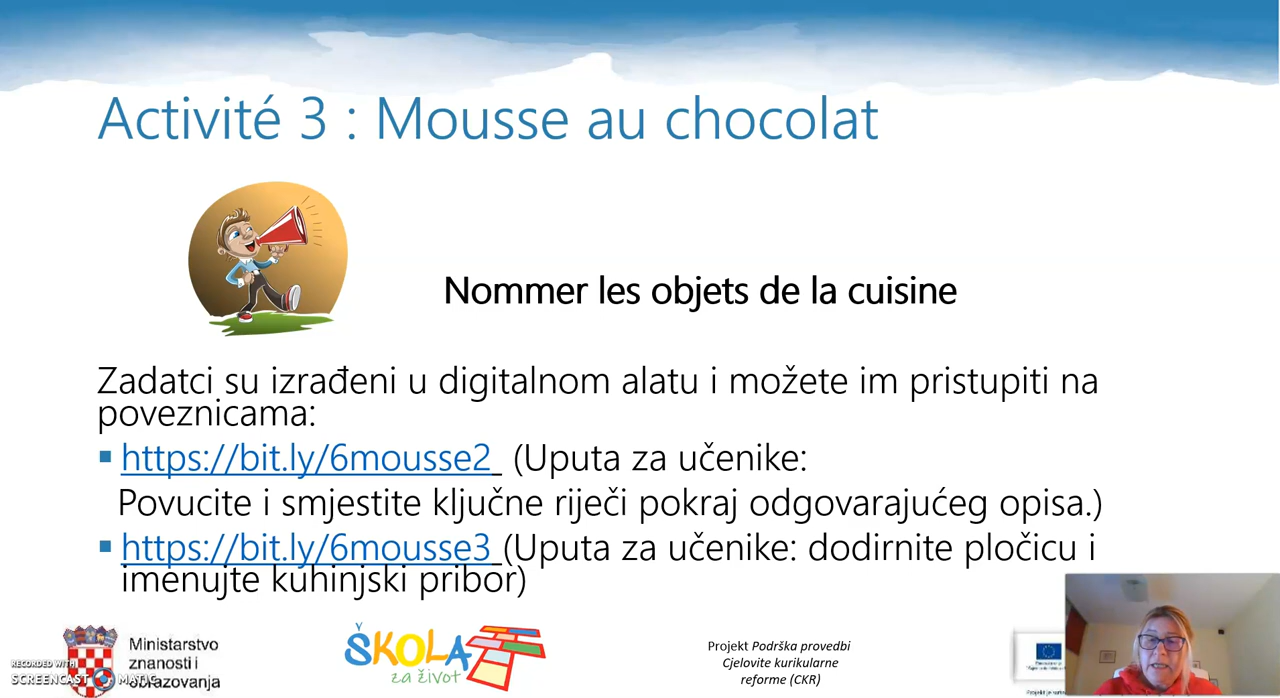 Activité 3 : Mousse au chocolat
Nommer les objets de la cuisine
Zadatci su izrađeni u digitalnom alatu i možete im pristupiti na
poveznicama:
https://bit.ly/6mousse2 (Uputa za učenike:
Povucite i smjestite ključne riječi pokraj odgovarajućeg opisa.)
https://bit.ly/6mousse3 (Uputa za učenike: dodirnite pločicu i
imenujte kuhinjski pribor)
Ministarstvo
znanosti i
obrazovanja
RECORDED WITH
SCREENCAST MATIC
ŠKOLA
za život
Projekt Podrška provedbi
Cjelovite kurikularne
reforme (CKR)